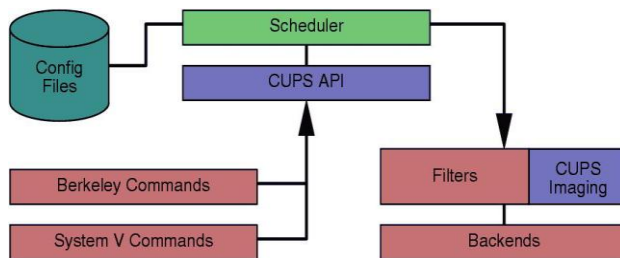 Scheduler
Config
Files
CUPS API
Berkeley Commands
Filters
CUPS
Imaging
System V Commands
Backends